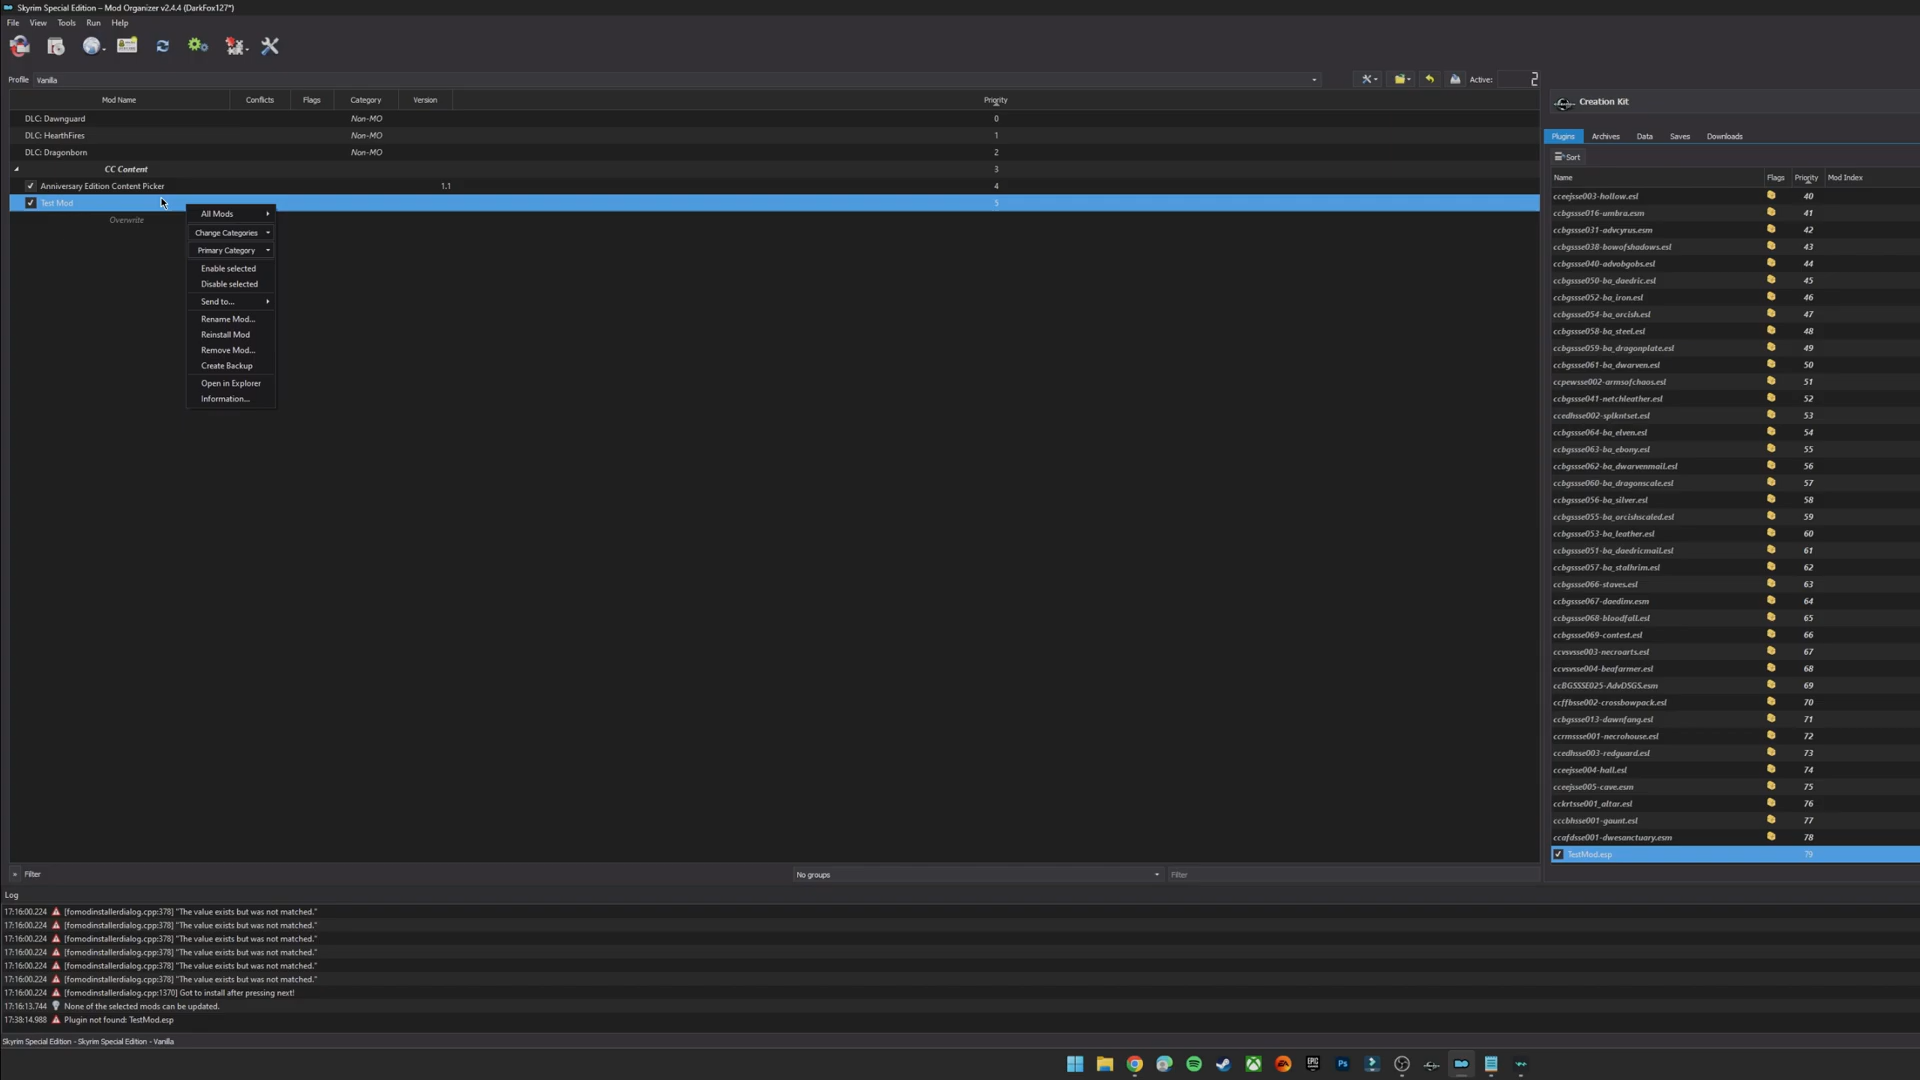 Skyrim Special Edition – Mod Organizer v2.4.4 (DarkFox127*)
File View Tools Run Help
Profile Vanilla Active: 2
Mod Name Conflicts Flags Category Version Priority
DLC: Dawnguard Non-MO 0
DLC: HearthFires Non-MO 1
DLC: Dragonborn Non-MO 2
CC Content 3
Anniversary Edition Content Picker 1.1 4
Test Mod 5
Overwrite
All Mods
Change Categories
Primary Category
Enable selected
Disable selected
Send to...
Rename Mod...
Reinstall Mod
Remove Mod...
Create Backup
Open in Explorer
Information...
Creation Kit
Plugins Archives Data Saves Downloads
Sort
Name Flags Priority Mod Index
cceejsse003-hollow.esl 40
ccbgssse016-umbra.esm 41
ccbgssse031-advcyrus.esm 42
ccbgssse038-bowofshadows.esl 43
ccbgssse040-advobgobs.esl 44
ccbgssse050-ba_daedric.esl 45
ccbgssse052-ba_iron.esl 46
ccbgssse054-ba_orcish.esl 47
ccbgssse058-ba_steel.esl 48
ccbgssse059-ba_dragonplate.esl 49
ccbgssse061-ba_dwarven.esl 50
ccpewsse002-armsofchaos.esl 51
ccbgssse041-netchleather.esl 52
ccedhsse002-splkntset.esl 53
ccbgssse064-ba_elven.esl 54
ccbgssse063-ba_ebony.esl 55
ccbgssse062-ba_dwarvenmail.esl 56
ccbgssse060-ba_dragonscale.esl 57
ccbgssse056-ba_silver.esl 58
ccbgssse055-ba_orcishscaled.esl 59
ccbgssse053-ba_leather.esl 60
ccbgssse051-ba_daedricmail.esl 61
ccbgssse057-ba_stalhrim.esl 62
ccbgssse066-staves.esl 63
ccbgssse067-daedinv.esm 64
ccbgssse068-bloodfall.esl 65
ccbgssse069-contest.esl 66
ccvsvsse003-necroarts.esl 67
ccvsvsse004-beafarmer.esl 68
ccBGSSSE025-AdvDSGS.esm 69
ccffbsse002-crossbowpack.esl 70
ccbgssse013-dawnfang.esl 71
ccrmssse001-necrohouse.esl 72
ccedhsse003-redguard.esl 73
cceejsse004-hall.esl 74
cceejsse005-cave.esm 75
cckrtsse001_altar.esl 76
cccbhsse001-gaunt.esl 77
ccafdsse001-dwesanctuary.esm 78
TestMod.esp 79
» Filter No groups Filter
Log
17:16:00.224 [fomodinstallerdialog.cpp:378] "The value exists but was not matched."
17:16:00.224 [fomodinstallerdialog.cpp:378] "The value exists but was not matched."
17:16:00.224 [fomodinstallerdialog.cpp:378] "The value exists but was not matched."
17:16:00.224 [fomodinstallerdialog.cpp:378] "The value exists but was not matched."
17:16:00.224 [fomodinstallerdialog.cpp:378] "The value exists but was not matched."
17:16:00.224 [fomodinstallerdialog.cpp:378] "The value exists but was not matched."
17:16:00.224 [fomodinstallerdialog.cpp:1370] Got to install after pressing next!
17:16:13.744 None of the selected mods can be updated.
17:38:14.988 Plugin not found: TestMod.esp
Skyrim Special Edition - Skyrim Special Edition - Vanilla
EA EPIC GAMES Ps